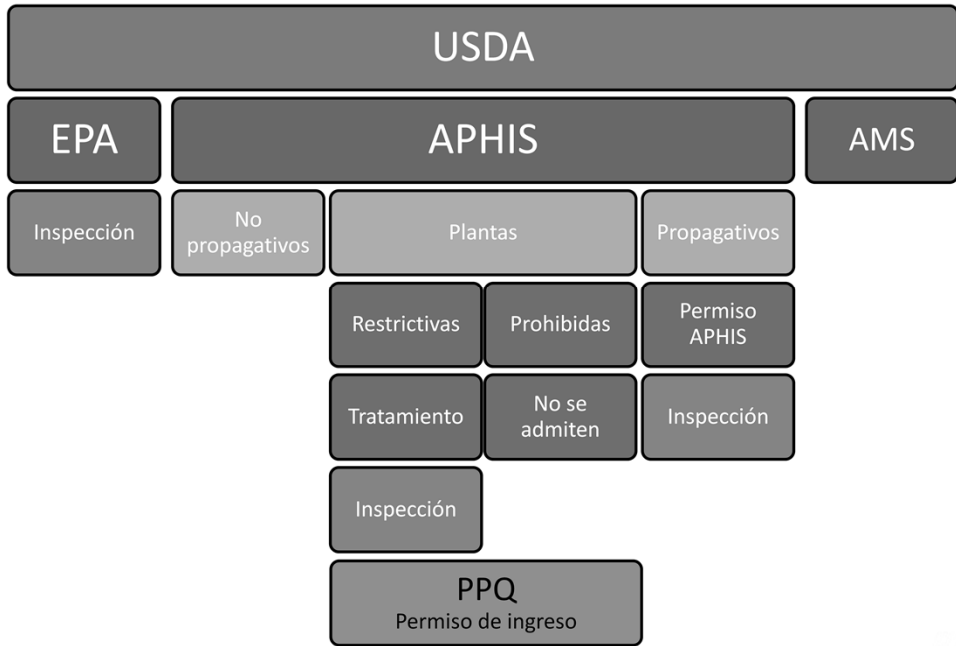 USDA
EPA
APHIS
AMS
Inspección
No
propagativos
Plantas
Propagativos
Restrictivas
Prohibidas
Permiso
APHIS
Tratamiento
No se
admiten
Inspección
Inspección
PPQ
Permiso de ingreso